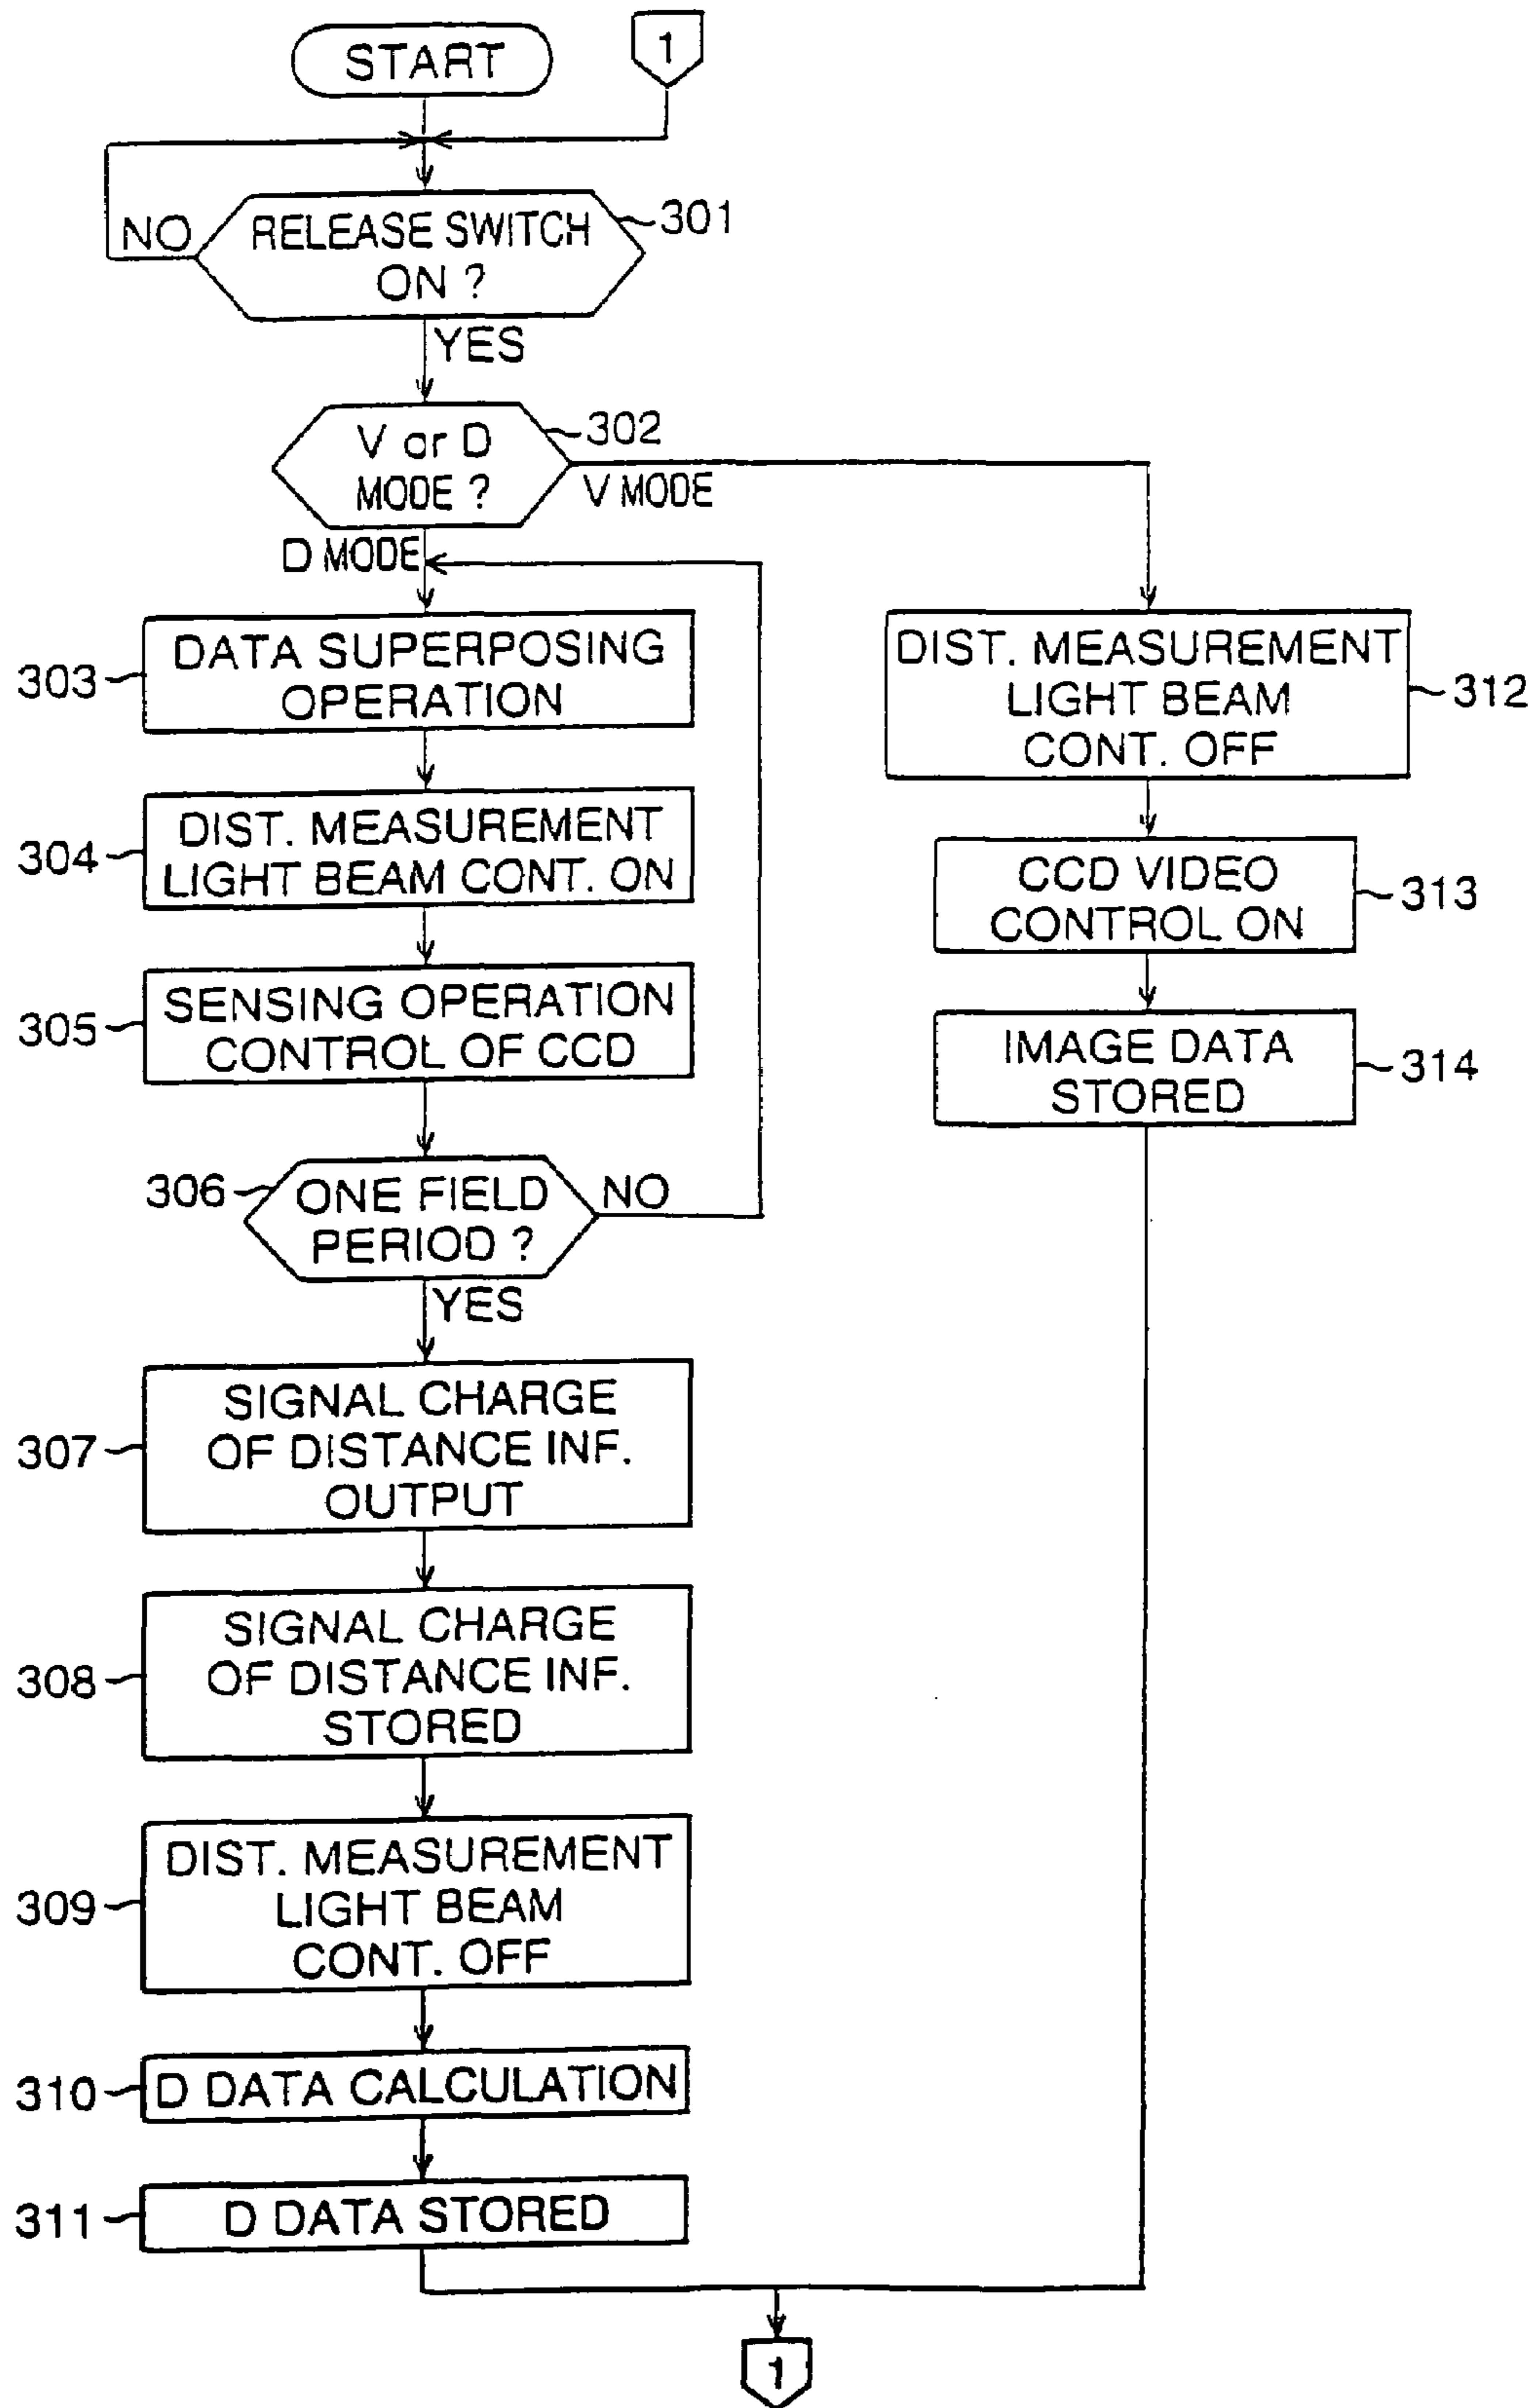 START
1
RELEASE SWITCH
ON ?
301
NO
YES
V or D
MODE ?
302
V MODE
D MODE
DATA SUPERPOSING
OPERATION
303
DIST. MEASUREMENT
LIGHT BEAM CONT. ON
304
SENSING OPERATION
CONTROL OF CCD
305
ONE FIELD
PERIOD ?
306
NO
YES
SIGNAL CHARGE
OF DISTANCE INF.
OUTPUT
307
SIGNAL CHARGE
OF DISTANCE INF.
STORED
308
DIST. MEASUREMENT
LIGHT BEAM
CONT. OFF
309
D DATA CALCULATION
310
D DATA STORED
311
DIST. MEASUREMENT
LIGHT BEAM
CONT. OFF
312
CCD VIDEO
CONTROL ON
313
IMAGE DATA
STORED
314
1